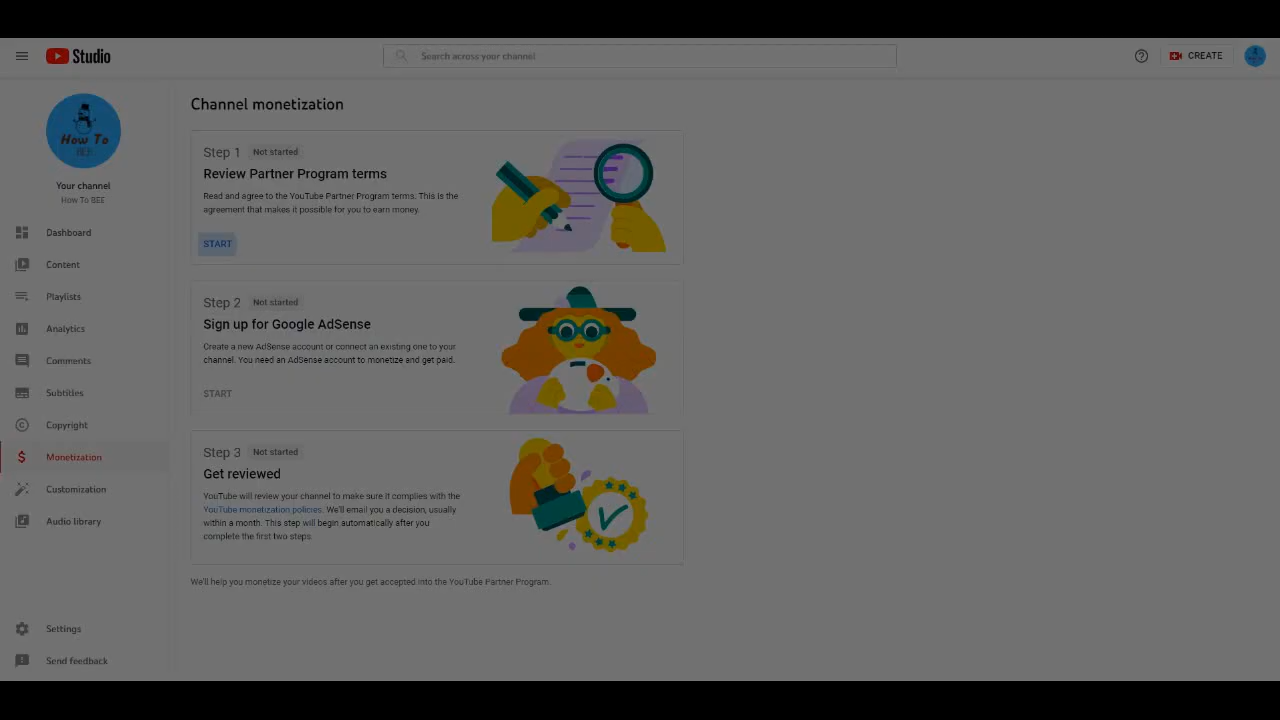 Studio
Search across your channel
CREATE
How To
BEE
Your channel
How To BEE
Dashboard
Content
Playlists
Analytics
Comments
Subtitles
Copyright
Monetization
Customization
Audio library
Settings
Send feedback
Channel monetization
Step 1 Not started
Review Partner Program terms
Read and agree to the YouTube Partner Program terms. This is the
agreement that makes it possible for you to earn money.
START
Step 2 Not started
Sign up for Google AdSense
Create a new AdSense account or connect an existing one to your
channel. You need an AdSense account to monetize and get paid.
START
Step 3 Not started
Get reviewed
YouTube will review your channel to make sure it complies with the
YouTube monetization policies. We'll email you a decision, usually
within a month. This step will begin automatically after you
complete the first two steps.
We'll help you monetize your videos after you get accepted into the YouTube Partner Program.